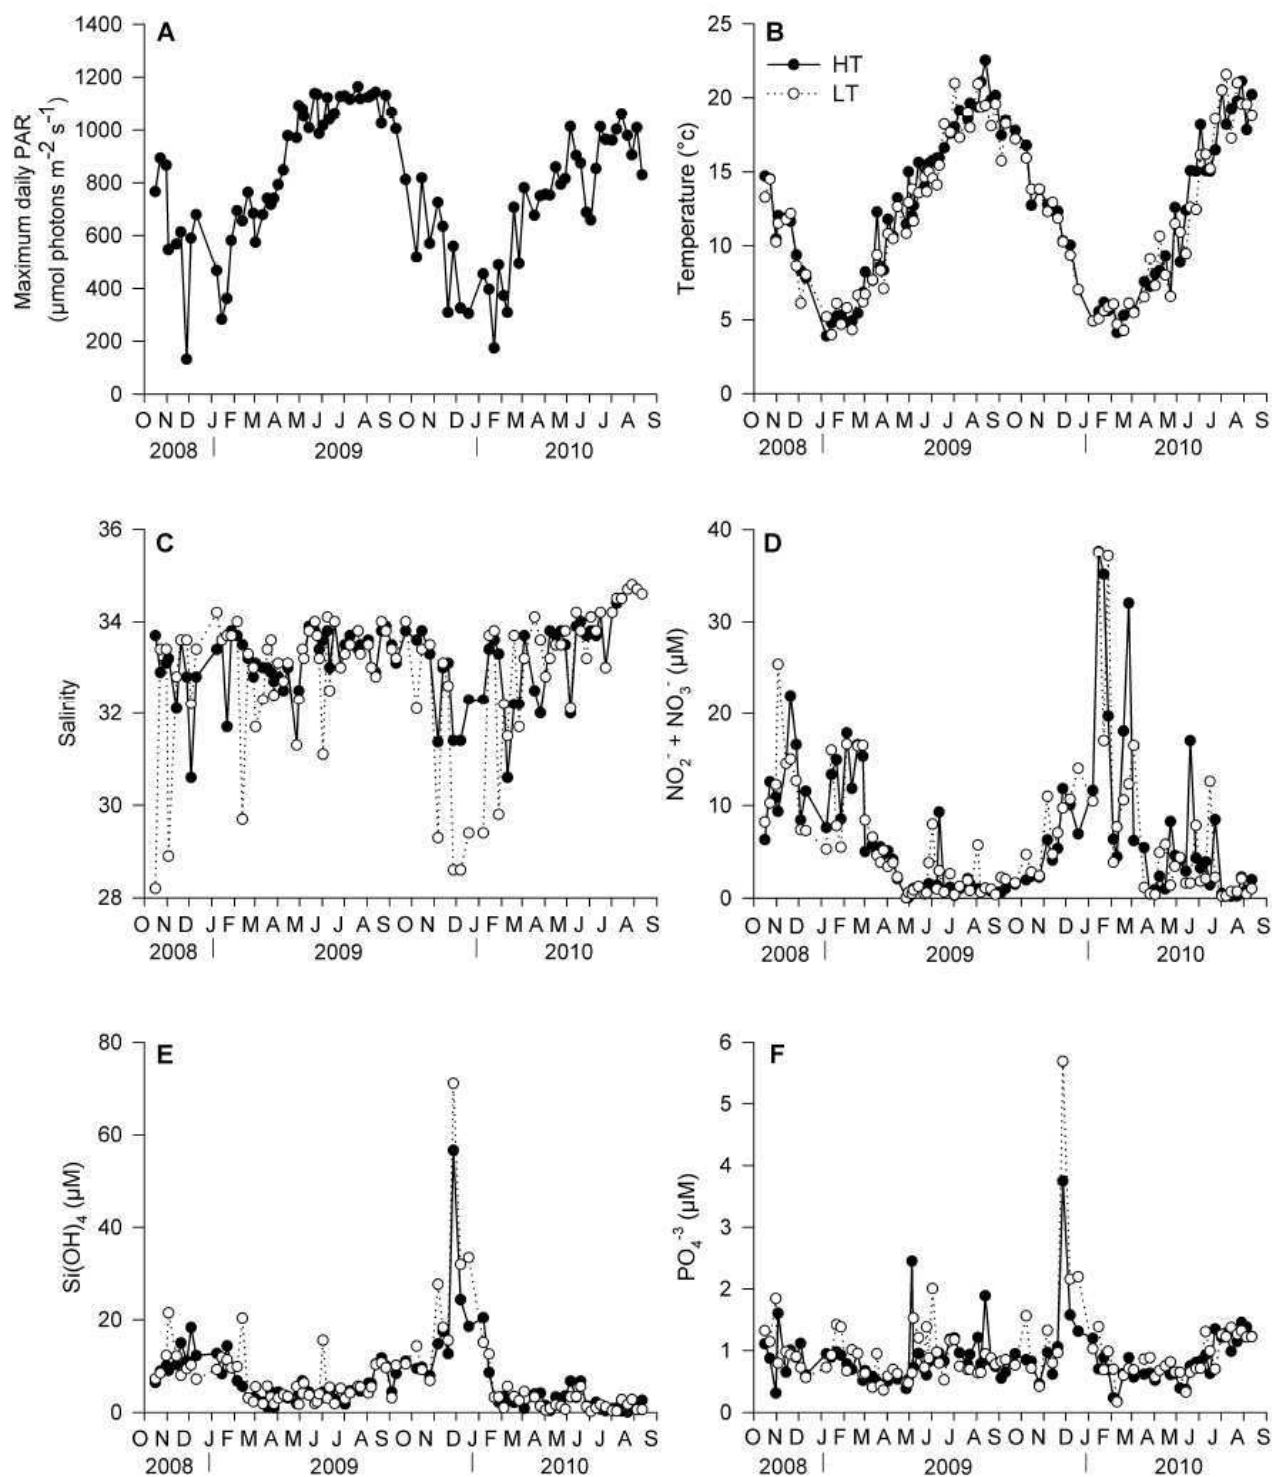 A
1400
1200
1000
800
600
400
200
0
Maximum daily PAR
(µmol photons m⁻² s⁻¹)
O N D J F M A M J J A S O N D J F M A M J J A S
2008 | 2009 | 2010
B
HT
LT
25
20
15
10
5
0
Temperature (°c)
O N D J F M A M J J A S O N D J F M A M J J A S
2008 | 2009 | 2010
C
36
34
32
30
28
Salinity
O N D J F M A M J J A S O N D J F M A M J J A S
2008 | 2009 | 2010
D
40
30
20
10
0
NO₂⁻ + NO₃⁻ (µM)
O N D J F M A M J J A S O N D J F M A M J J A S
2008 | 2009 | 2010
E
80
60
40
20
0
Si(OH)₄ (µM)
O N D J F M A M J J A S O N D J F M A M J J A S
2008 | 2009 | 2010
F
6
5
4
3
2
1
0
PO₄⁻³ (µM)
O N D J F M A M J J A S O N D J F M A M J J A S
2008 | 2009 | 2010